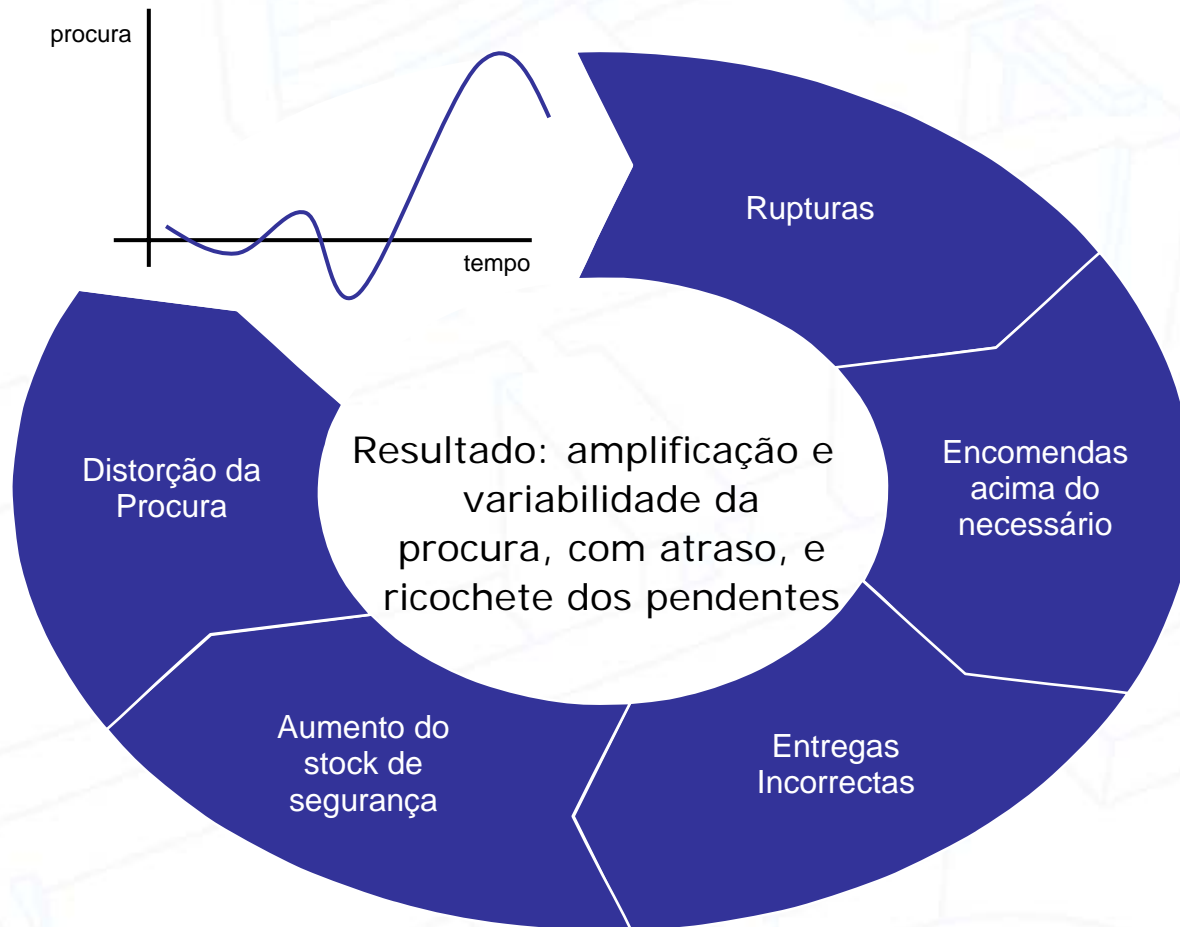 procura
tempo
Rupturas
Encomendas
acima do
necessário
Entregas
Incorrectas
Aumento do
stock de
segurança
Distorção da
Procura
Resultado: amplificação e
variabilidade da
procura, com atraso, e
ricochete dos pendentes